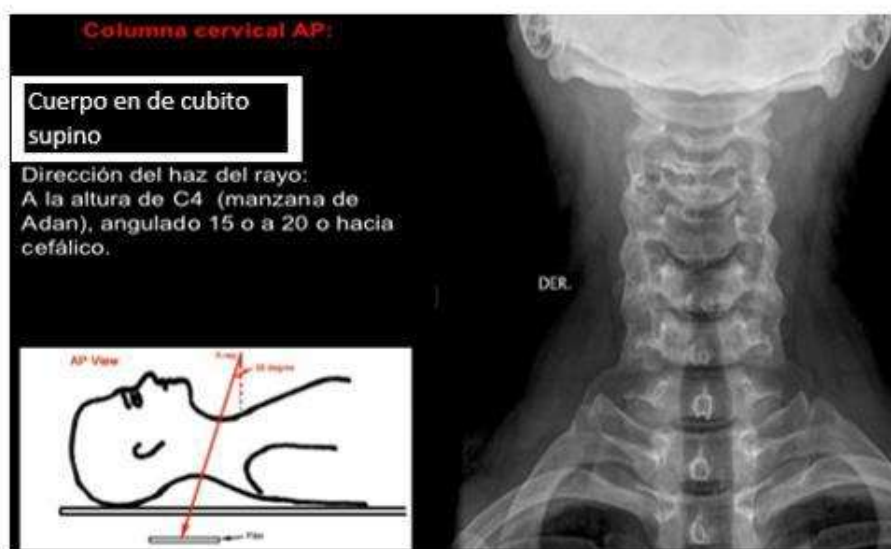 Columna cervical AP:
Cuerpo en de cubito
supino
Dirección del haz del rayo:
A la altura de C4 (manzana de
Adan), angulado 15 o a 20 o hacia
cefálico.
DER.
AP View
X-ray
Film